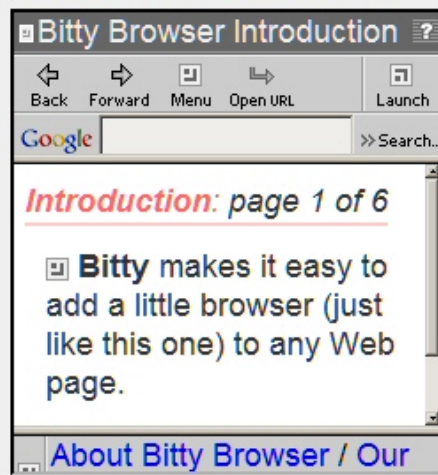 Bitty Browser Introduction ?
Back Forward Menu Open URL Launch
Google >> Search..
Introduction: page 1 of 6
Bitty makes it easy to
add a little browser (just
like this one) to any Web
page.
About Bitty Browser / Our